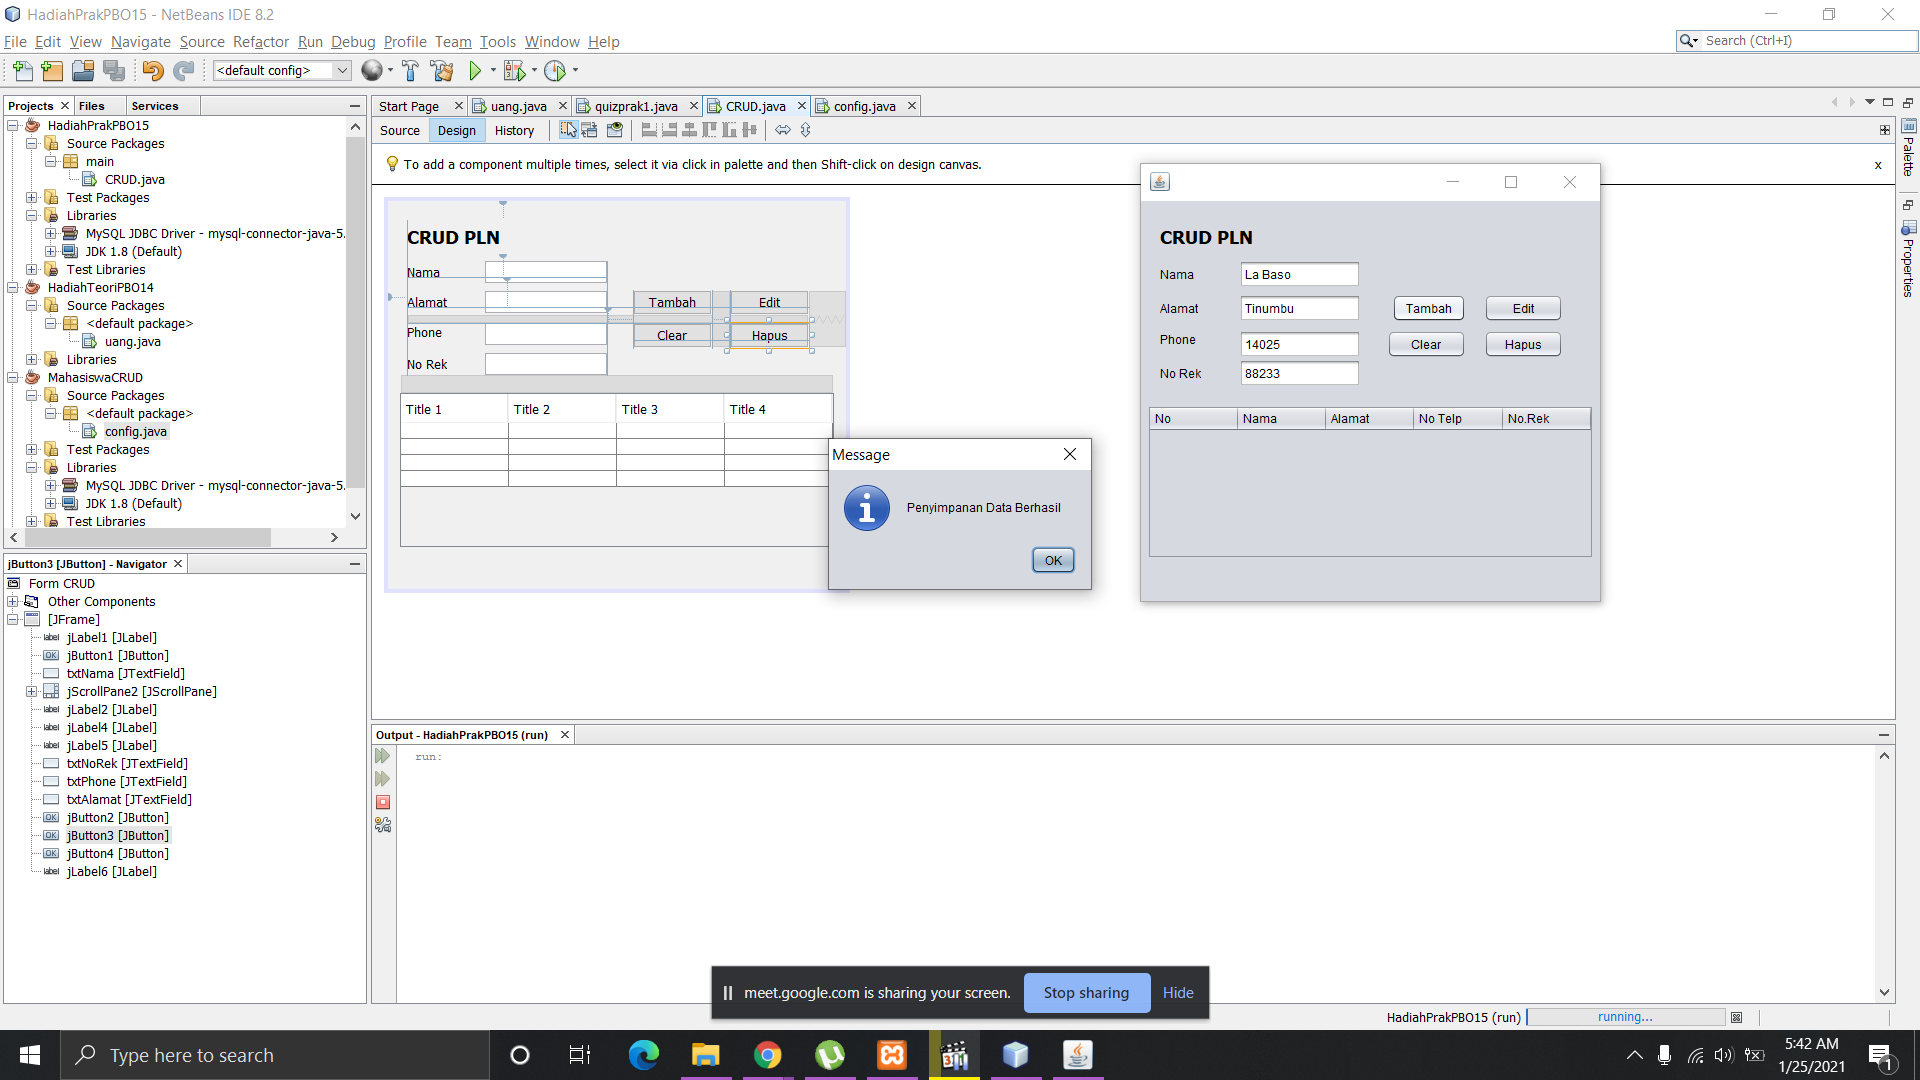 HadiahPrakPBO15 - NetBeans IDE 8.2
File Edit View Navigate Source Refactor Run Debug Profile Team Tools Window Help
Search (Ctrl+I)
<default config>
Projects Files Services
HadiahPrakPBO15
Source Packages
main
CRUD.java
Test Packages
Libraries
MySQL JDBC Driver - mysql-connector-java-5.
JDK 1.8 (Default)
Test Libraries
HadiahTeoriPBO14
Source Packages
<default package>
uang.java
Libraries
MahasiswaCRUD
Source Packages
<default package>
config.java
Test Packages
Libraries
MySQL JDBC Driver - mysql-connector-java-5.
JDK 1.8 (Default)
Test Libraries
jButton3 [JButton] - Navigator
Form CRUD
Other Components
[JFrame]
label jLabel1 [JLabel]
OK jButton1 [JButton]
txtNama [JTextField]
jScrollPane2 [JScrollPane]
label jLabel2 [JLabel]
label jLabel4 [JLabel]
label jLabel5 [JLabel]
txtNoRek [JTextField]
txtPhone [JTextField]
txtAlamat [JTextField]
OK jButton2 [JButton]
OK jButton3 [JButton]
OK jButton4 [JButton]
label jLabel6 [JLabel]
Start Page uang.java quizprak1.java CRUD.java config.java
Source Design History
To add a component multiple times, select it via click in palette and then Shift-click on design canvas.
x
Palette
Properties
CRUD PLN
Nama
Alamat Tambah Edit
Phone Clear Hapus
No Rek
Title 1 Title 2 Title 3 Title 4
Message
Penyimpanan Data Berhasil
OK
CRUD PLN
Nama La Baso
Alamat Tinumbu Tambah Edit
Phone 14025 Clear Hapus
No Rek 88233
No Nama Alamat No Telp No.Rek
Output - HadiahPrakPBO15 (run)
run:
meet.google.com is sharing your screen. Stop sharing Hide
HadiahPrakPBO15 (run) running...
Type here to search
5:42 AM
1/25/2021
1